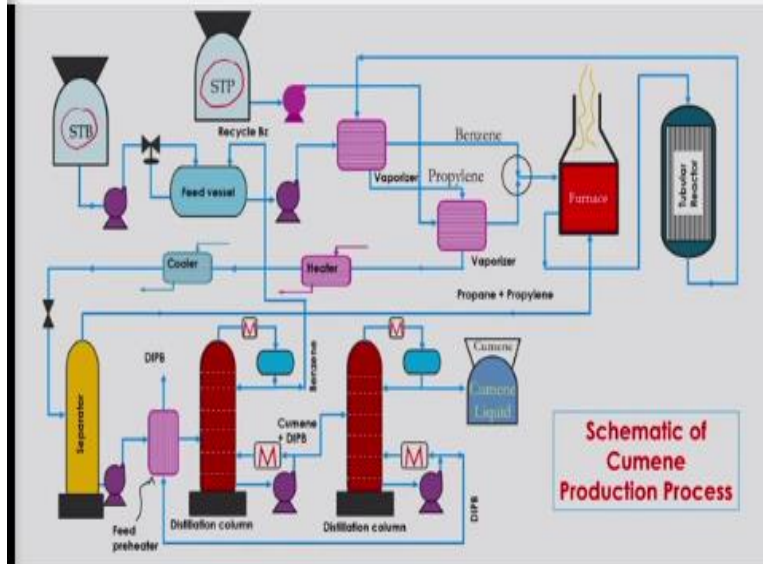 STP
STB
Recycle Bz
Benzene
Feed vessel
Vaporizer
Propylene
Furnace
Tubular
Reactor
Vaporizer
Cooler
Heater
Propane + Propylene
DIPB
Benzene
Cumene
Cumene
Liquid
Separator
Cumene
+ DIPB
M
M
M
M
Schematic of
Cumene
Production Process
Feed
preheater
Distillation column
Distillation column
DIPB